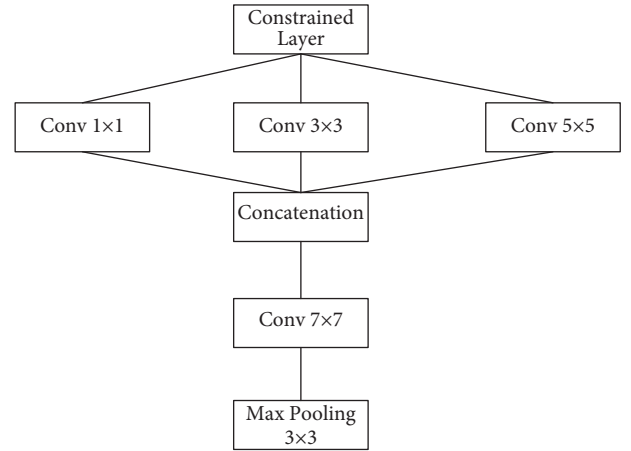 Constrained
Layer
Conv 1×1
Conv 3×3
Conv 5×5
Concatenation
Conv 7×7
Max Pooling
3×3